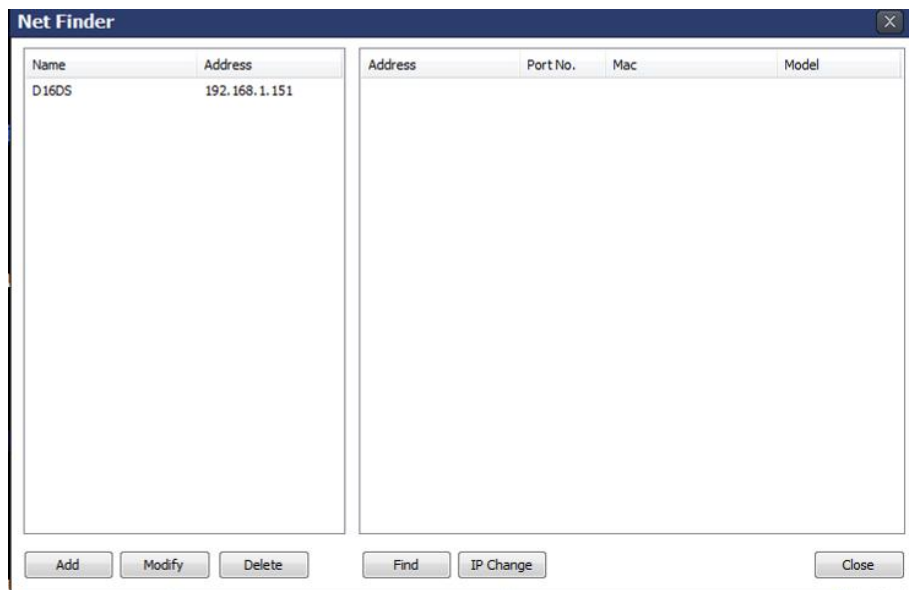 Net Finder
Name Address
D16DS 192.168.1.151
Address Port No. Mac Model
Add Modify Delete Find IP Change Close